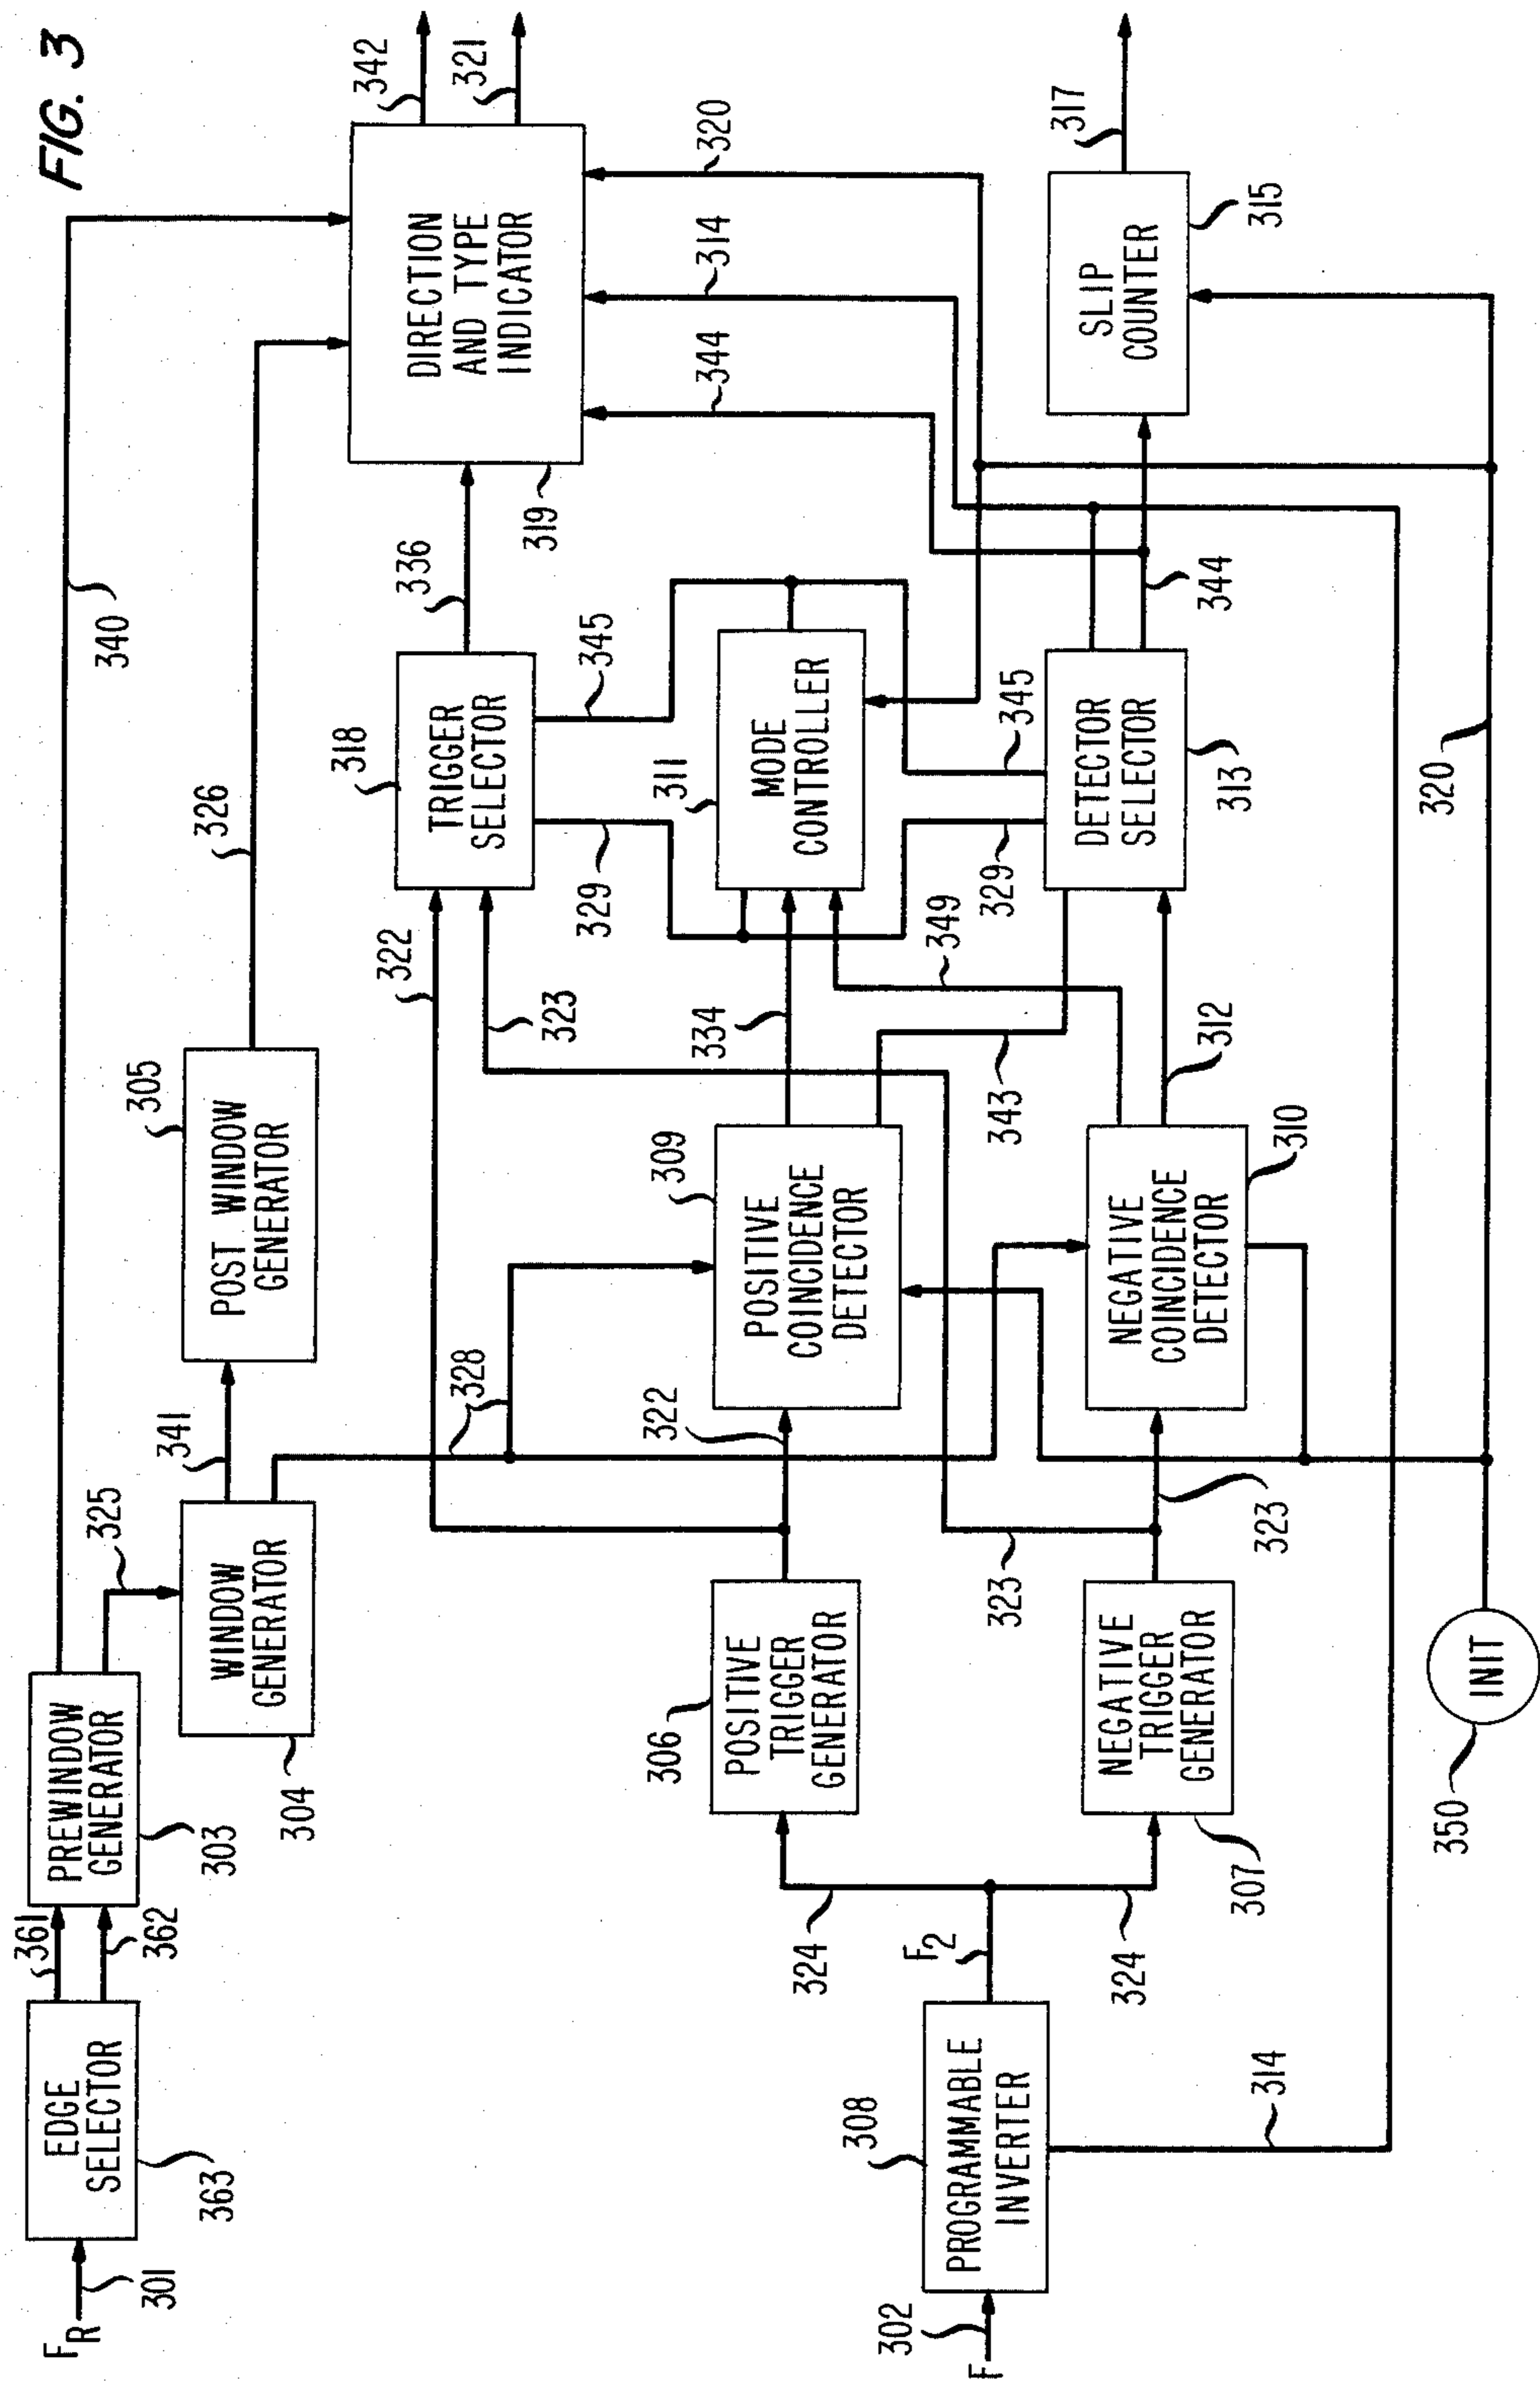 FIG. 3
F_R
301
EDGE
SELECTOR
363
361
362
PREWINDOW
GENERATOR
303
340
325
WINDOW
GENERATOR
304
341
328
POST WINDOW
GENERATOR
305
326
F
302
PROGRAMMABLE
INVERTER
308
314
F2
324
324
POSITIVE
TRIGGER
GENERATOR
306
NEGATIVE
TRIGGER
GENERATOR
307
322
322
323
323
323
POSITIVE
COINCIDENCE
DETECTOR
309
NEGATIVE
COINCIDENCE
DETECTOR
310
334
343
349
312
TRIGGER
SELECTOR
318
329
345
336
MODE
CONTROLLER
311
329
345
DETECTOR
SELECTOR
313
344
344
314
320
DIRECTION
AND TYPE
INDICATOR
319
342
321
SLIP
COUNTER
315
317
INIT
350
320